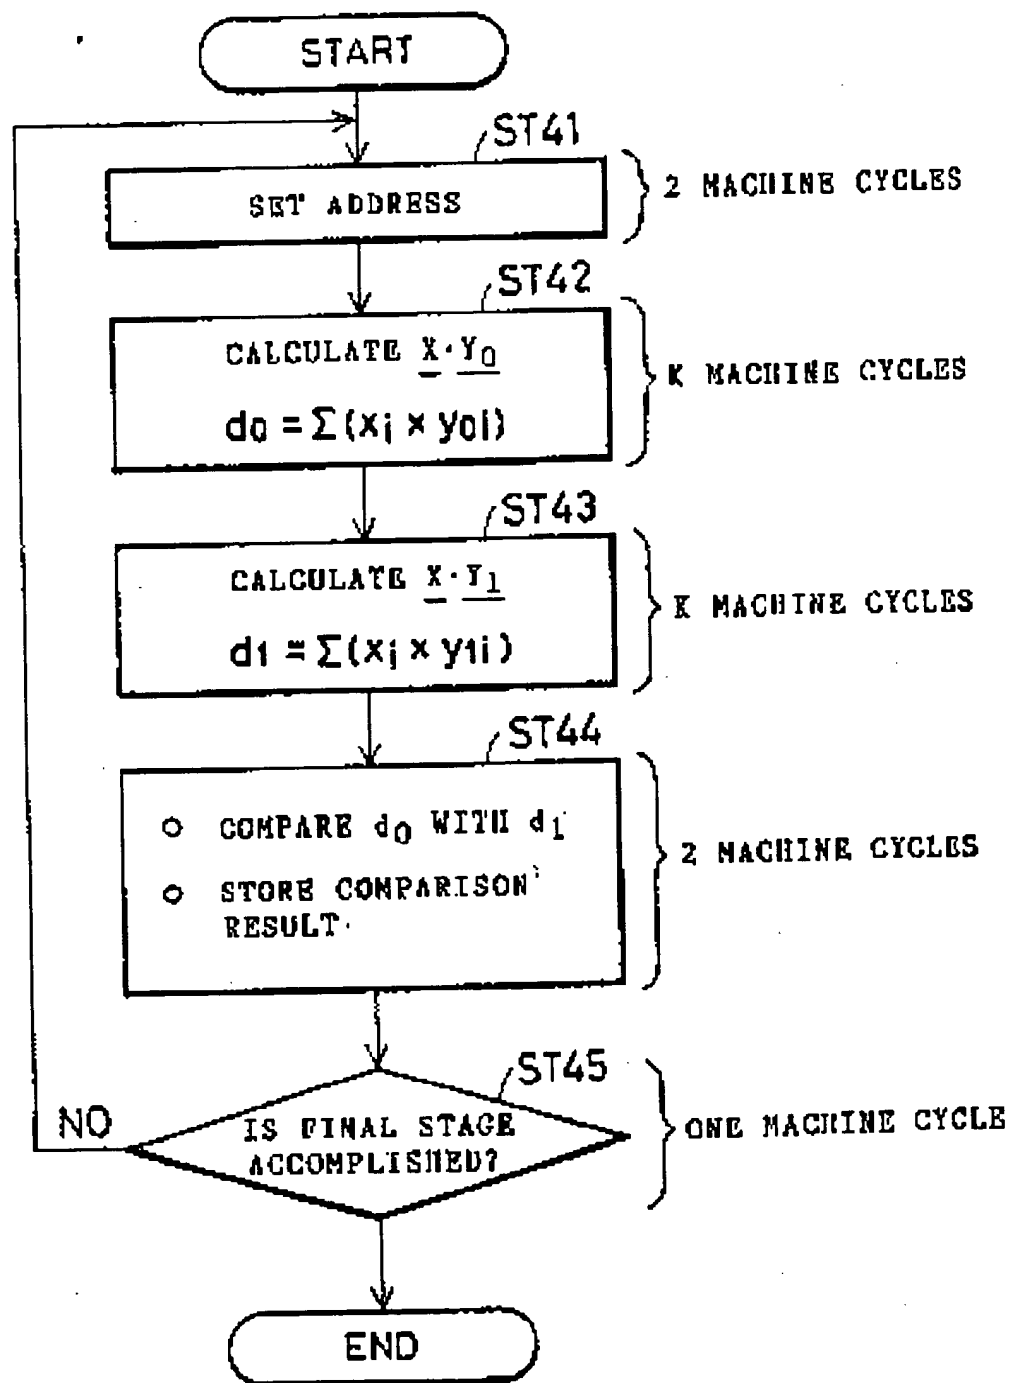 START
ST41
SET ADDRESS
2 MACHINE CYCLES
ST42
CALCULATE X·Y0
d0 = Σ(xi × y0i)
K MACHINE CYCLES
ST43
CALCULATE X·Y1
d1 = Σ(xi × y1i)
K MACHINE CYCLES
ST44
○ COMPARE d0 WITH d1
○ STORE COMPARISON
RESULT
2 MACHINE CYCLES
ST45
NO
IS FINAL STAGE
ACCOMPLISHED?
ONE MACHINE CYCLE
END